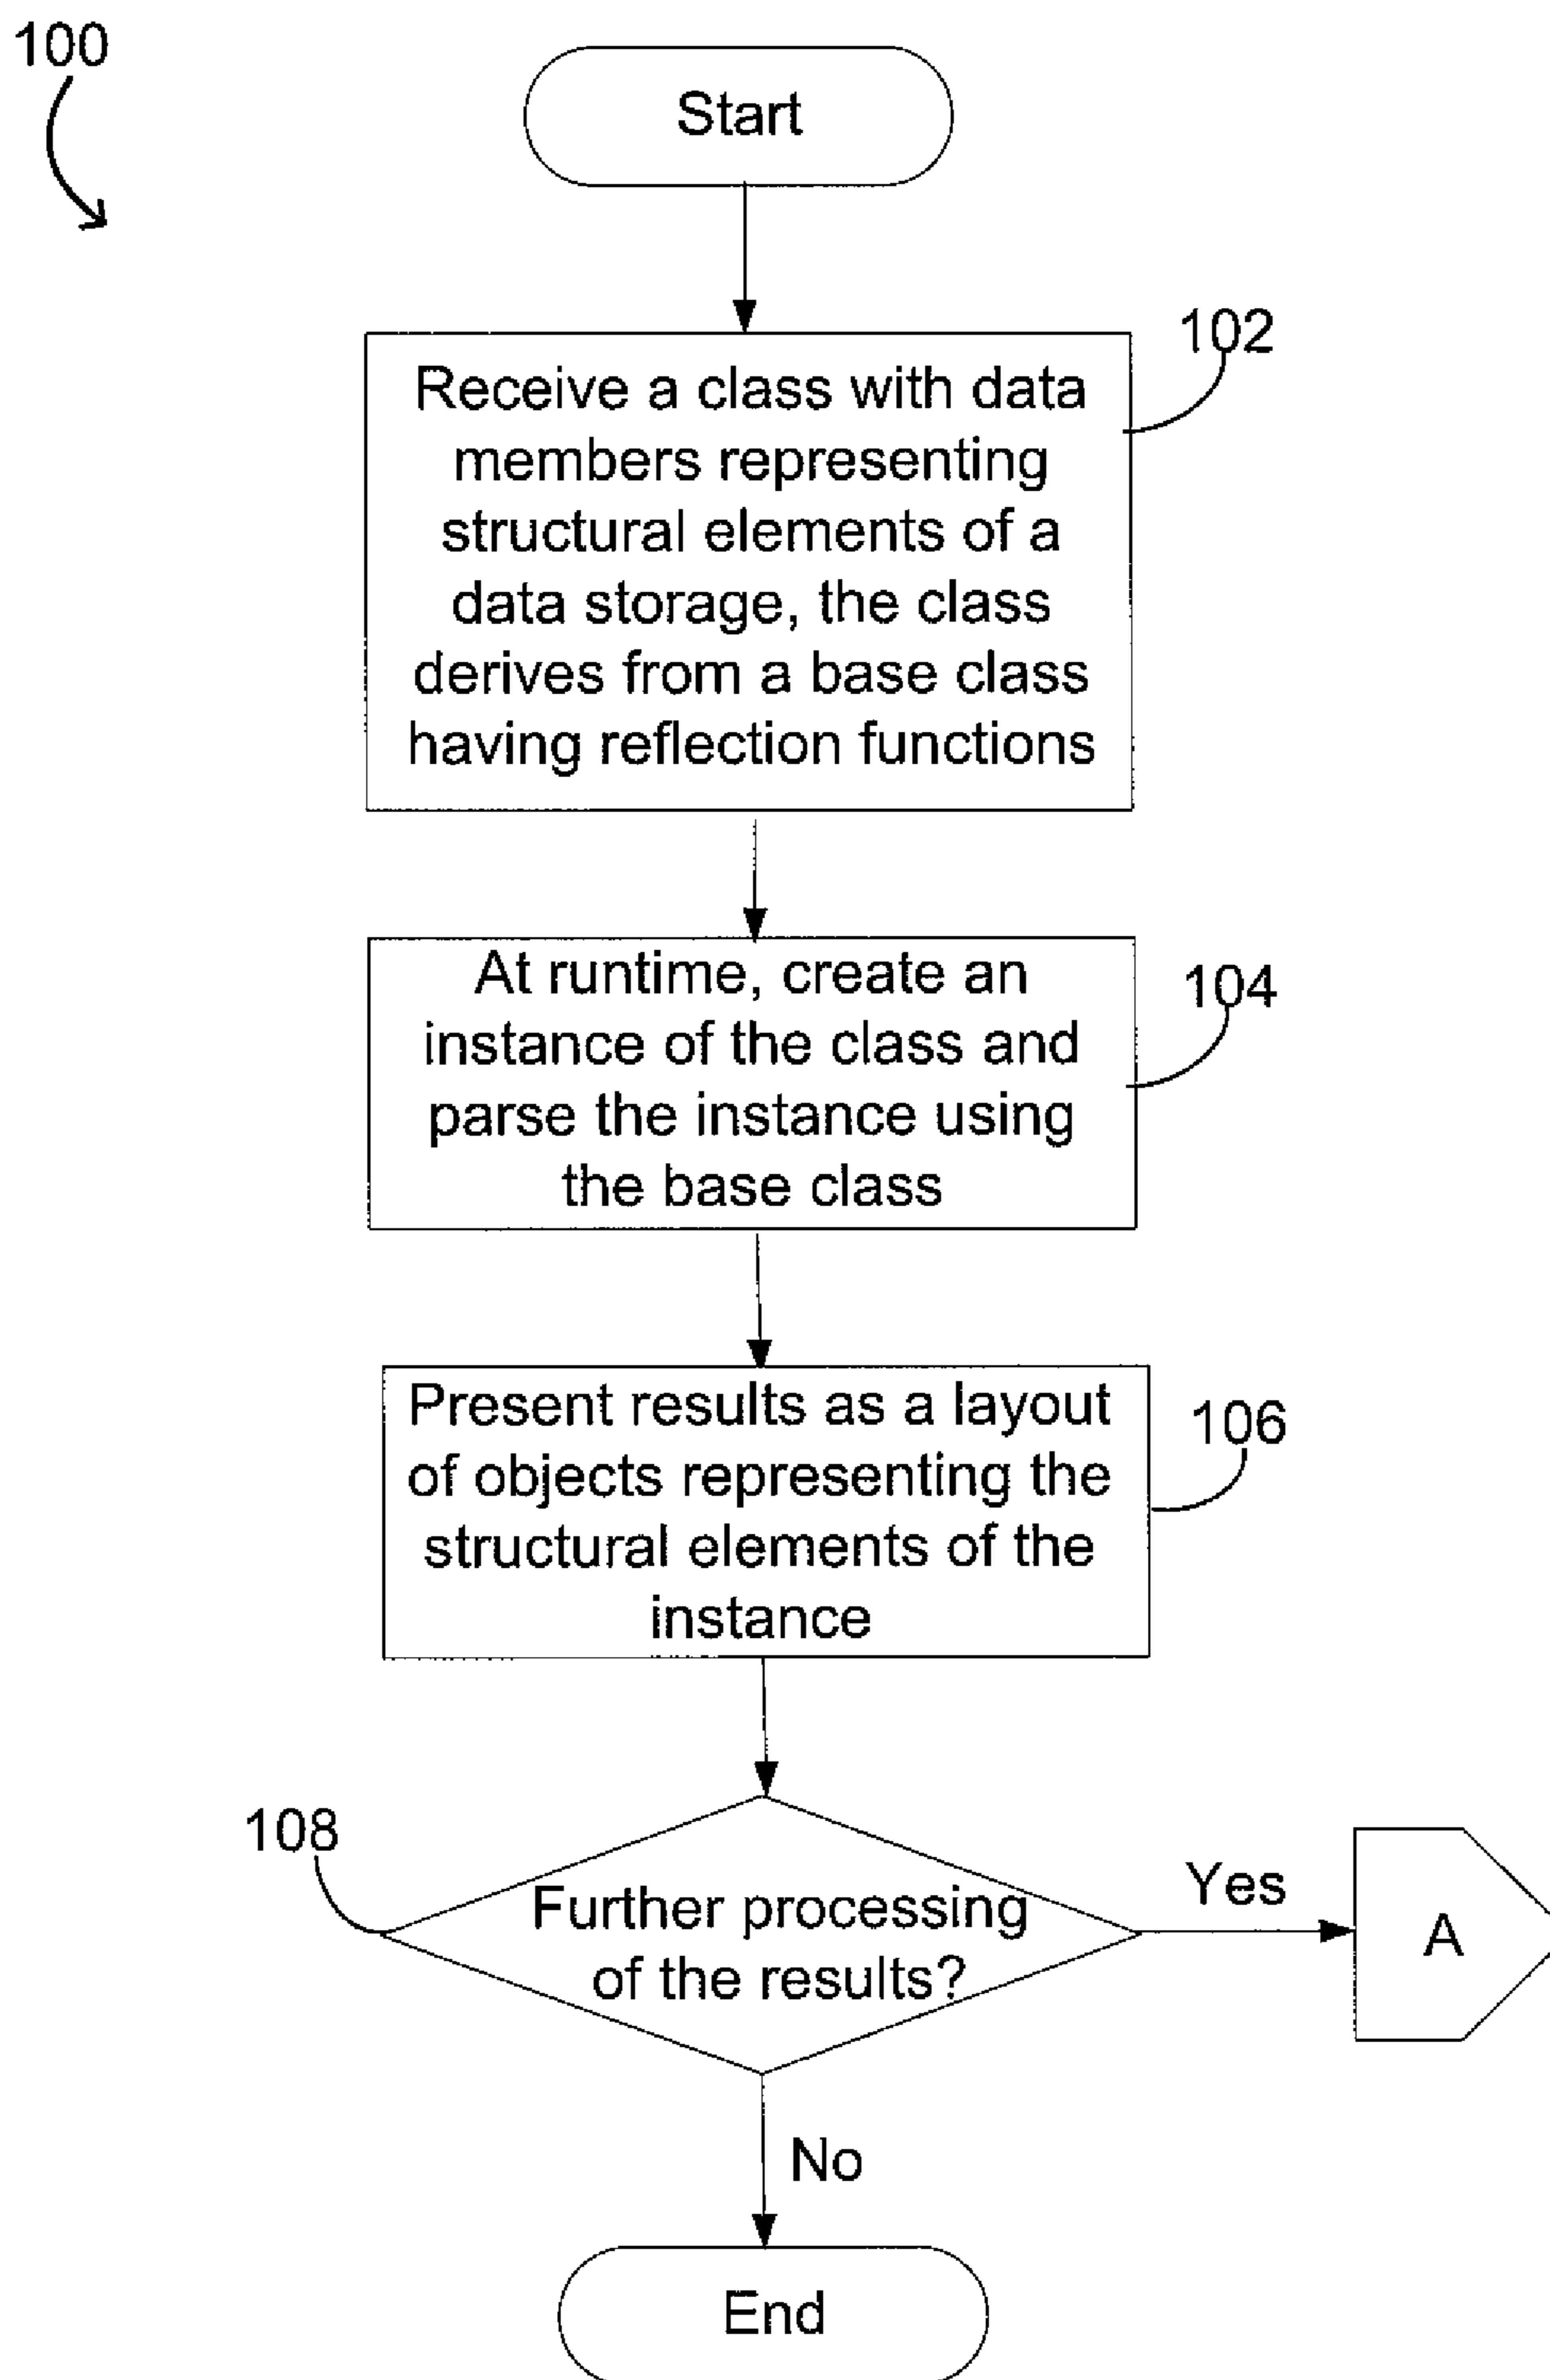 100
Start
102
Receive a class with data
members representing
structural elements of a
data storage, the class
derives from a base class
having reflection functions
104
At runtime, create an
instance of the class and
parse the instance using
the base class
106
Present results as a layout
of objects representing the
structural elements of the
instance
108
Further processing
of the results?
Yes
A
No
End